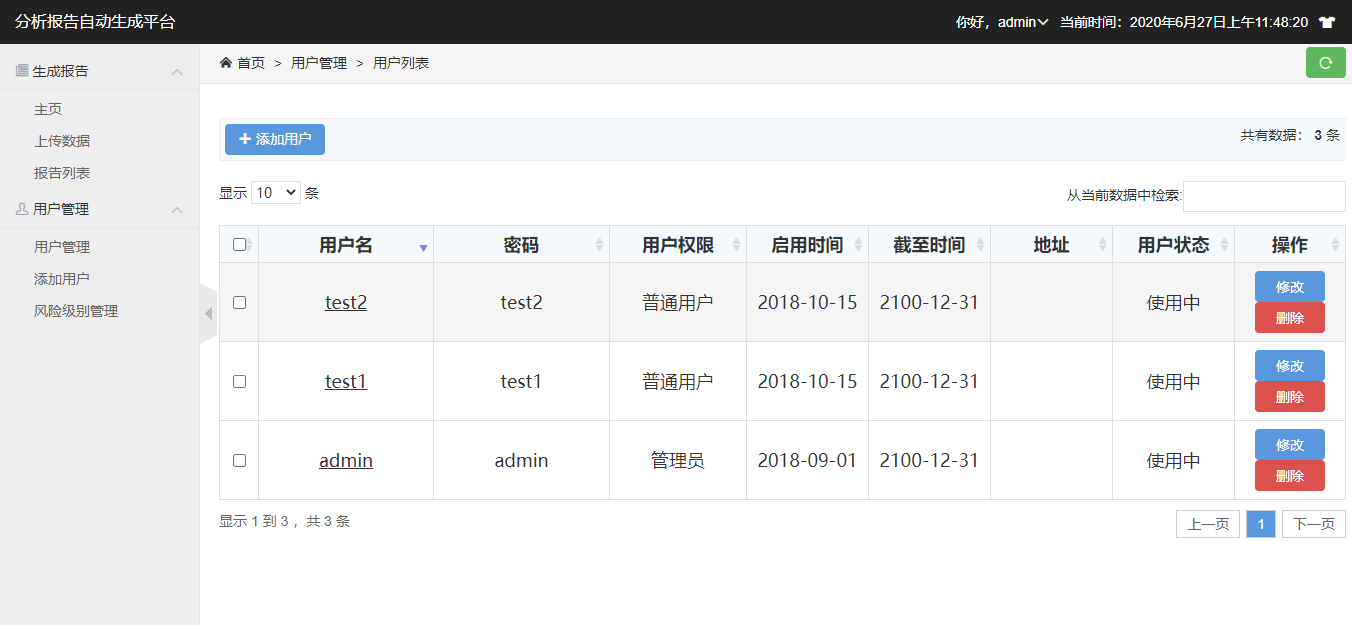 分析报告自动生成平台
你好，admin 当前时间：2020年6月27日上午11:48:20
生成报告
主页
上传数据
报告列表
用户管理
用户管理
添加用户
风险级别管理
首页 > 用户管理 > 用户列表
添加用户
共有数据： 3 条
显示 10 条
从当前数据中检索:
用户名 密码 用户权限 启用时间 截至时间 地址 用户状态 操作
test2 test2 普通用户 2018-10-15 2100-12-31 使用中 修改
删除
test1 test1 普通用户 2018-10-15 2100-12-31 使用中 修改
删除
admin admin 管理员 2018-09-01 2100-12-31 使用中 修改
删除
显示 1 到 3 ，共 3 条
上一页 1 下一页